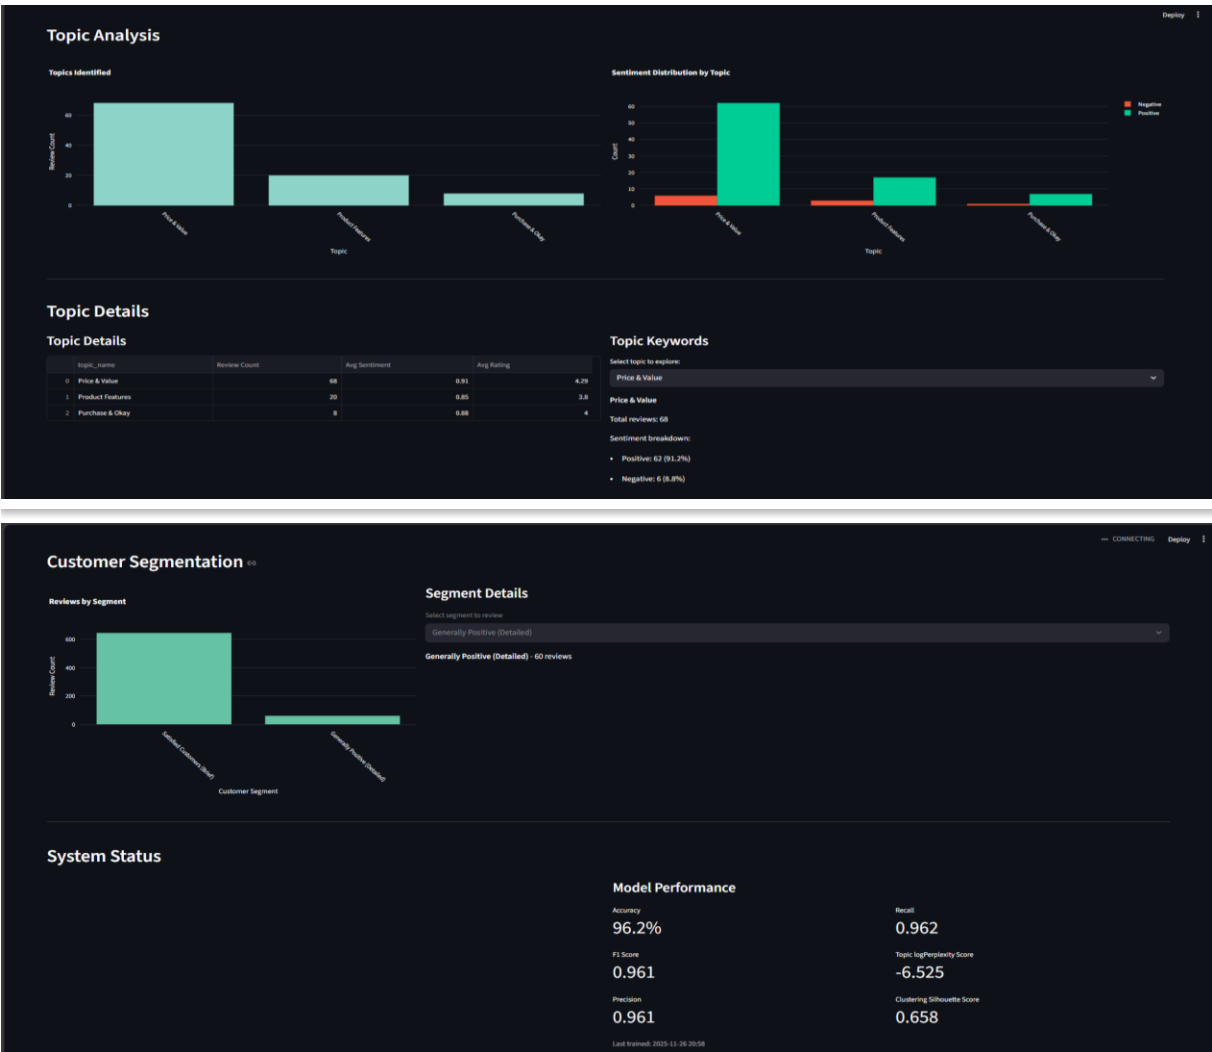 Deploy
Topic Analysis
Topics Identified
Review Count
60
40
20
0
Price & Value
Product Features
Purchase & Okay
Topic
Sentiment Distribution by Topic
Count
60
50
40
30
20
10
0
Price & Value
Product Features
Purchase & Okay
Topic
Negative
Positive
Topic Details
Topic Details
topic_name Review Count Avg Sentiment Avg Rating
0 Price & Value 68 0.91 4.29
1 Product Features 20 0.85 3.8
2 Purchase & Okay 8 0.88 4
Topic Keywords
Select topic to explore:
Price & Value
Price & Value
Total reviews: 68
Sentiment breakdown:
• Positive: 62 (91.2%)
• Negative: 6 (8.8%)
CONNECTING Deploy
Customer Segmentation
Reviews by Segment
Review Count
600
400
200
0
Satisfied Customers (Brief)
Generally Positive (Detailed)
Customer Segment
Segment Details
Select segment to review
Generally Positive (Detailed)
Generally Positive (Detailed) - 60 reviews
System Status
Model Performance
Accuracy
96.2%
Recall
0.962
F1 Score
0.961
Topic logPerplexity Score
-6.525
Precision
0.961
Clustering Silhouette Score
0.658
Last trained: 2025-11-26 20:58